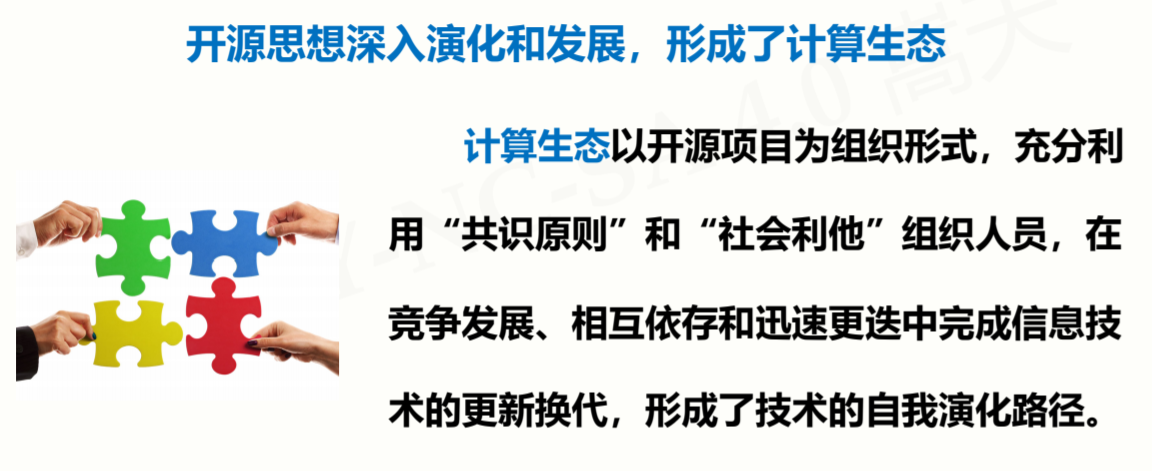 开源思想深入演化和发展，形成了计算生态
计算生态以开源项目为组织形式，充分利
用“共识原则”和“社会利他”组织人员，在
竞争发展、相互依存和迅速更迭中完成信息技
术的更新换代，形成了技术的自我演化路径。
Y-NC-SA 4.0 嵩天